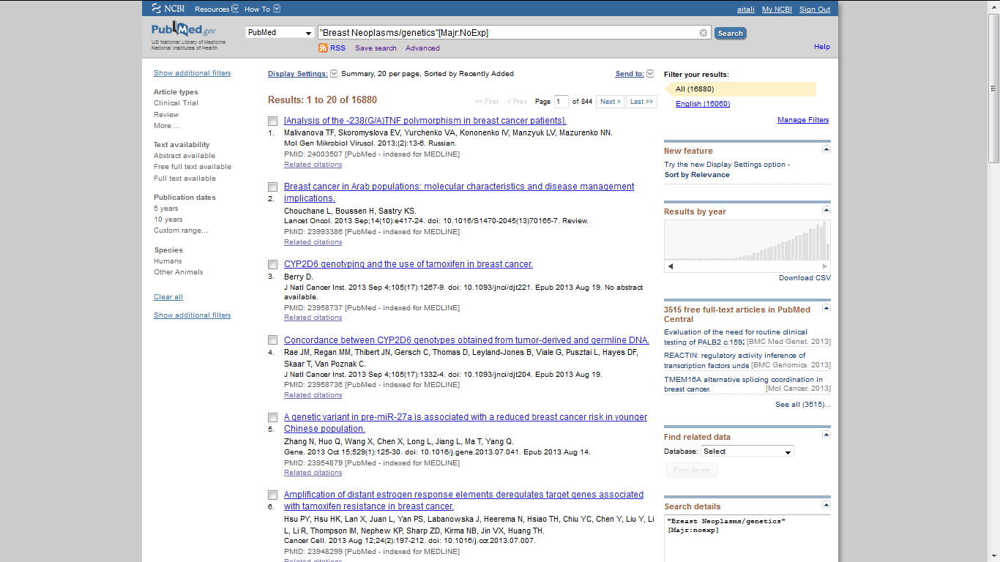 NCBI Resources How To aitali My NCBI Sign Out
PubMed.gov
US National Library of Medicine
National Institutes of Health
PubMed "Breast Neoplasms/genetics"[Majr:NoExp] Search
RSS Save search Advanced Help
Show additional filters
Article types
Clinical Trial
Review
More ...
Text availability
Abstract available
Free full text available
Full text available
Publication dates
5 years
10 years
Custom range...
Species
Humans
Other Animals
Clear all
Show additional filters
Display Settings: Summary, 20 per page, Sorted by Recently Added Send to:
Results: 1 to 20 of 16880
<< First < Prev Page 1 of 844 Next > Last >>
[Analysis of the -238(G/A)TNF polymorphism in breast cancer patients].
1. Malivanova TF, Skoromyslova EV, Yurchenko VA, Kononenko IV, Manzyuk LV, Mazurenko NN.
Mol Gen Mikrobiol Virusol. 2013;(2):13-6. Russian.
PMID: 24003507 [PubMed - indexed for MEDLINE]
Related citations
Breast cancer in Arab populations: molecular characteristics and disease management
2. implications.
Chouchane L, Boussen H, Sastry KS.
Lancet Oncol. 2013 Sep;14(10):e417-24. doi: 10.1016/S1470-2045(13)70165-7. Review.
PMID: 23993386 [PubMed - indexed for MEDLINE]
Related citations
CYP2D6 genotyping and the use of tamoxifen in breast cancer.
3. Berry D.
J Natl Cancer Inst. 2013 Sep 4;105(17):1267-9. doi: 10.1093/jnci/djt221. Epub 2013 Aug 19. No abstract
available.
PMID: 23958737 [PubMed - indexed for MEDLINE]
Related citations
Concordance between CYP2D6 genotypes obtained from tumor-derived and germline DNA.
4. Rae JM, Regan MM, Thibert JN, Gersch C, Thomas D, Leyland-Jones B, Viale G, Pusztai L, Hayes DF,
Skaar T, Van Poznak C.
J Natl Cancer Inst. 2013 Sep 4;105(17):1332-4. doi: 10.1093/jnci/djt204. Epub 2013 Aug 19.
PMID: 23958736 [PubMed - indexed for MEDLINE]
Related citations
A genetic variant in pre-miR-27a is associated with a reduced breast cancer risk in younger
5. Chinese population.
Zhang N, Huo Q, Wang X, Chen X, Long L, Jiang L, Ma T, Yang Q.
Gene. 2013 Oct 15;529(1):125-30. doi: 10.1016/j.gene.2013.07.041. Epub 2013 Aug 14.
PMID: 23954879 [PubMed - indexed for MEDLINE]
Related citations
Amplification of distant estrogen response elements deregulates target genes associated
6. with tamoxifen resistance in breast cancer.
Hsu PY, Hsu HK, Lan X, Juan L, Yan PS, Labanowska J, Heerema N, Hsiao TH, Chiu YC, Chen Y, Liu Y, Li
L, Li R, Thompson IM, Nephew KP, Sharp ZD, Kirma NB, Jin VX, Huang TH.
Cancer Cell. 2013 Aug 12;24(2):197-212. doi: 10.1016/j.ccr.2013.07.007.
PMID: 23948299 [PubMed - indexed for MEDLINE]
Related citations
Filter your results:
All (16880)
English (16060)
Manage Filters
New feature
Try the new Display Settings option -
Sort by Relevance
Results by year
Download CSV
3515 free full-text articles in PubMed
Central
Evaluation of the need for routine clinical
testing of PALB2 c.1592 [BMC Med Genet. 2013]
REACTIN: regulatory activity inference of
transcription factors unde [BMC Genomics. 2013]
TMEM16A alternative splicing coordination in
breast cancer. [Mol Cancer. 2013]
See all (3515)...
Find related data
Database: Select
Find items
Search details
"Breast Neoplasms/genetics"
[Majr:noexp]